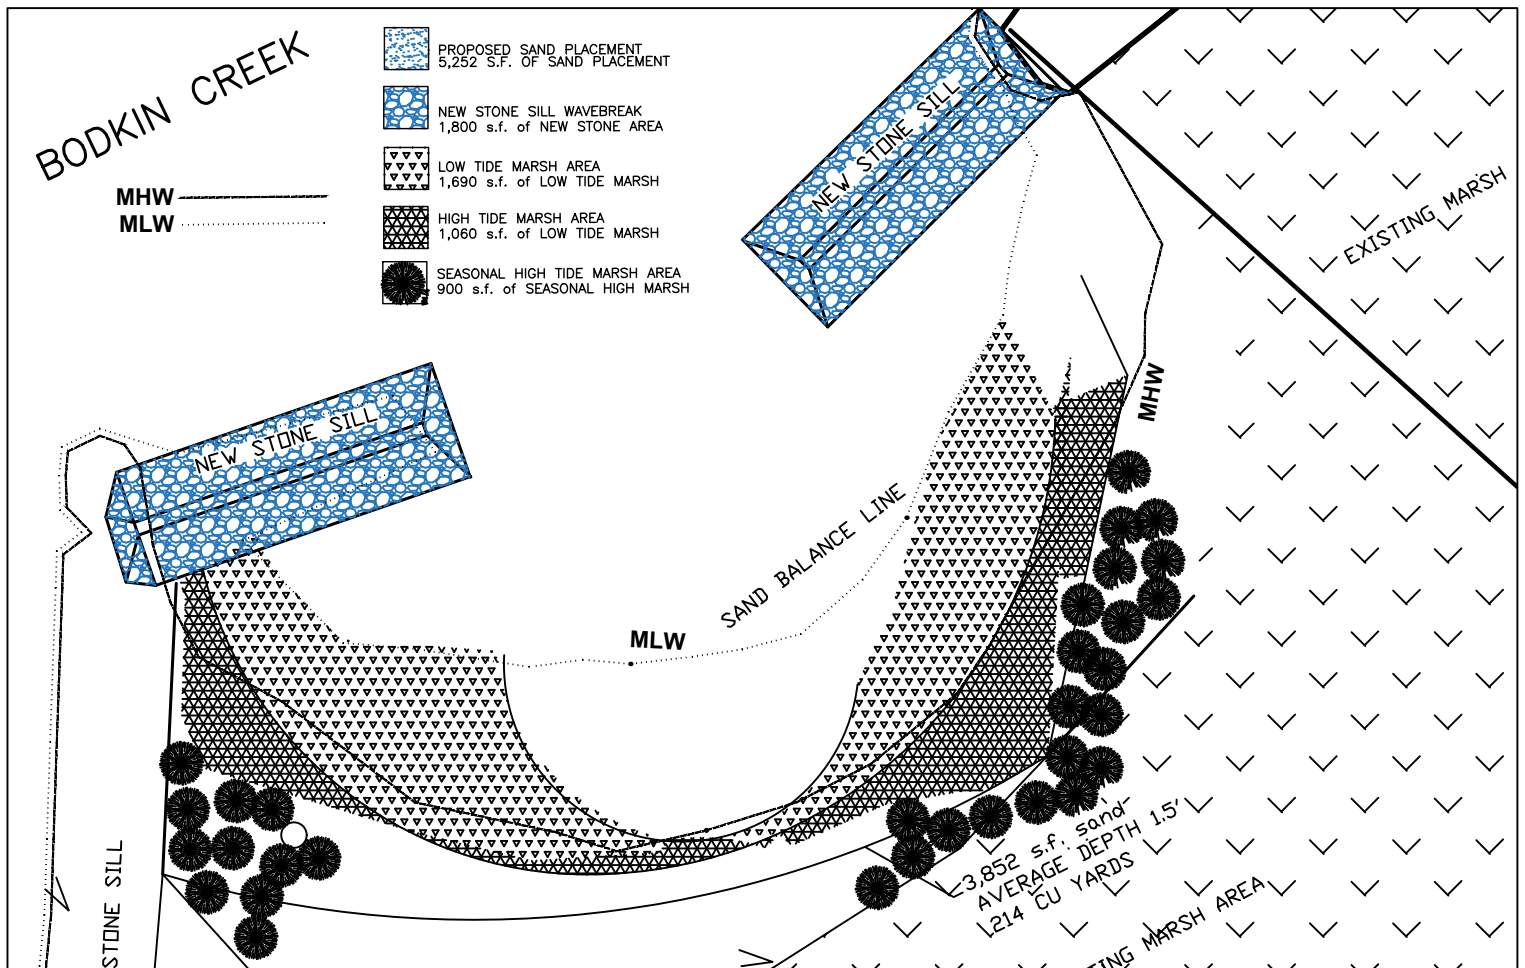 BODKIN CREEK
PROPOSED SAND PLACEMENT
5,252 S.F. OF SAND PLACEMENT
NEW STONE SILL WAVEBREAK
1,800 s.f. of NEW STONE AREA
LOW TIDE MARSH AREA
1,690 s.f. of LOW TIDE MARSH
HIGH TIDE MARSH AREA
1,060 s.f. of LOW TIDE MARSH
SEASONAL HIGH TIDE MARSH AREA
900 s.f. of SEASONAL HIGH MARSH
MHW
MLW
NEW STONE SILL
EXISTING MARSH
MHW
NEW STONE SILL
SAND BALANCE LINE
MLW
3,852 s.f. sand
AVERAGE DEPTH 1.5'
214 CU YARDS
STONE SILL
TING MARSH AREA